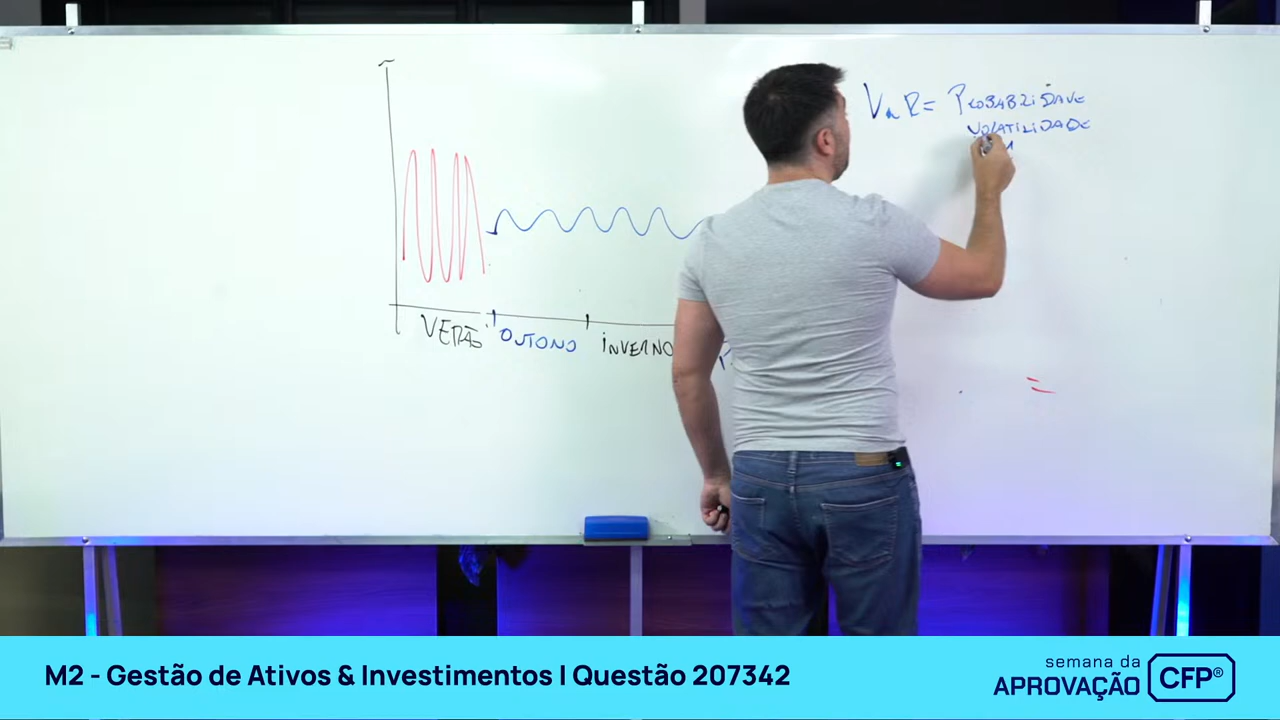 VaR = PROBABILIDADE
VOLATILIDADE
VERÃO
OUTONO
INVERNO
M2 - Gestão de Ativos & Investimentos | Questão 207342
semana da
APROVAÇÃO
CFP®